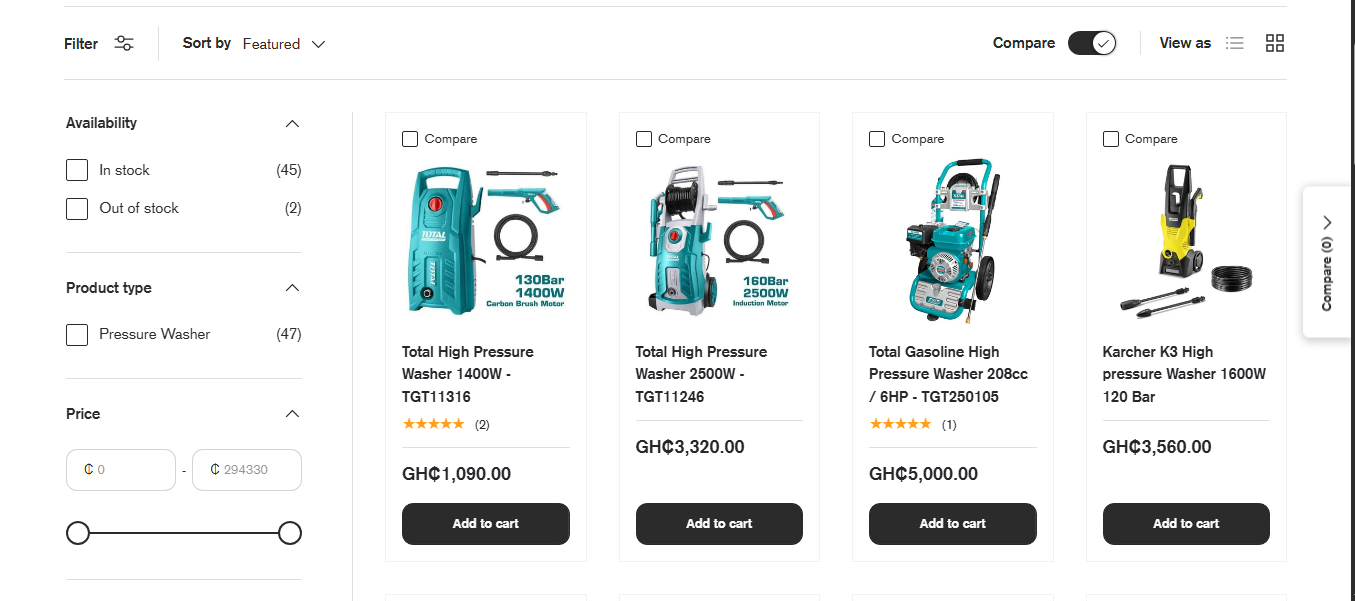 Filter
Sort by Featured
Compare
View as
Availability
In stock (45)
Out of stock (2)
Product type
Pressure Washer (47)
Price
₵ 0 - ₵ 294330
Compare
TOTAL
TOTAL
130Bar
1400W
Carbon Brush Motor
Total High Pressure
Washer 1400W -
TGT11316
★★★★★ (2)
GH₵1,090.00
Add to cart
Compare
160Bar
2500W
Induction Motor
Total High Pressure
Washer 2500W -
TGT11246
GH₵3,320.00
Add to cart
Compare
Total Gasoline High
Pressure Washer 208cc
/ 6HP - TGT250105
★★★★★ (1)
GH₵5,000.00
Add to cart
Compare
Karcher K3 High
pressure Washer 1600W
120 Bar
GH₵3,560.00
Add to cart
Compare (0)